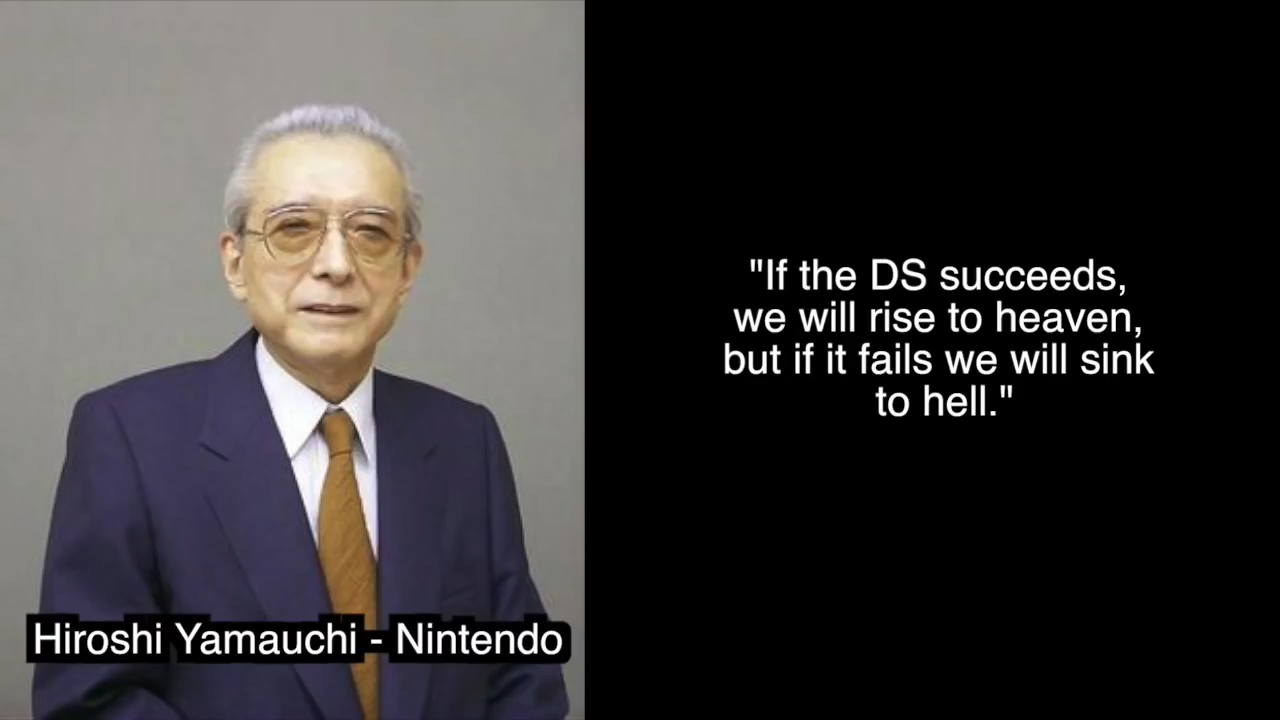 "If the DS succeeds,
we will rise to heaven,
but if it fails we will sink
to hell."
Hiroshi Yamauchi - Nintendo